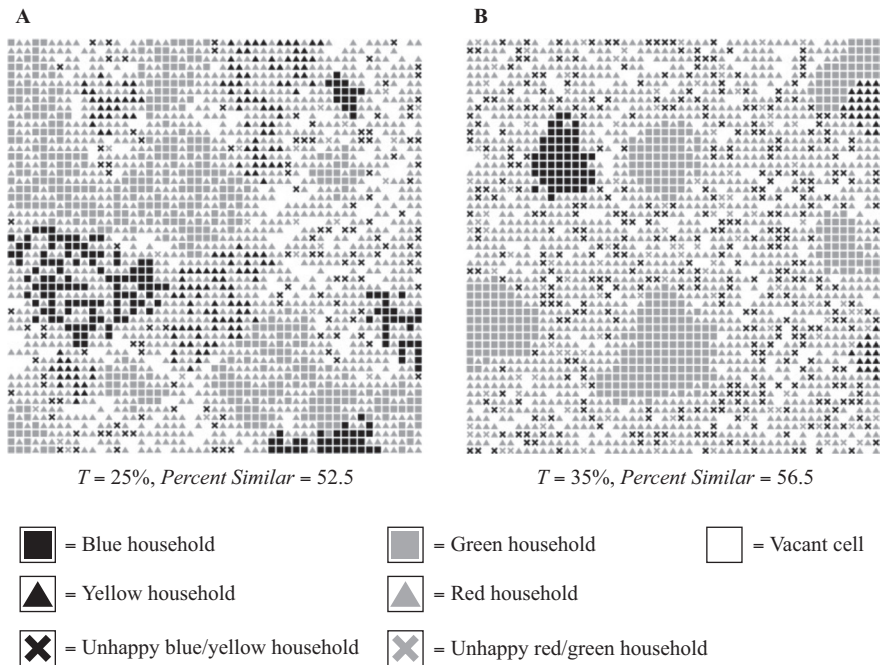 A
B
T = 25%, Percent Similar = 52.5
T = 35%, Percent Similar = 56.5
= Blue household
= Green household
= Vacant cell
= Yellow household
= Red household
= Unhappy blue/yellow household
= Unhappy red/green household